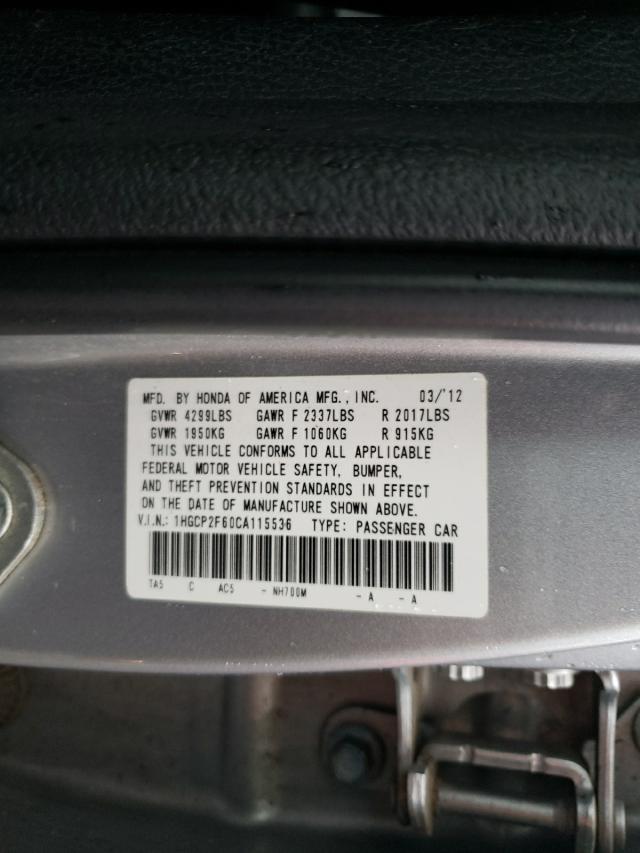 MFD. BY HONDA OF AMERICA MFG., INC. 03/'12
GVWR 4299LBS GAWR F 2337LBS R 2017LBS
GVWR 1950KG GAWR F 1060KG R 915KG
THIS VEHICLE CONFORMS TO ALL APPLICABLE
FEDERAL MOTOR VEHICLE SAFETY, BUMPER,
AND THEFT PREVENTION STANDARDS IN EFFECT
ON THE DATE OF MANUFACTURE SHOWN ABOVE.
V.I.N.: 1HGCP2F60CA115536 TYPE: PASSENGER CAR
TA5 C AC5 - NH700M - A - A